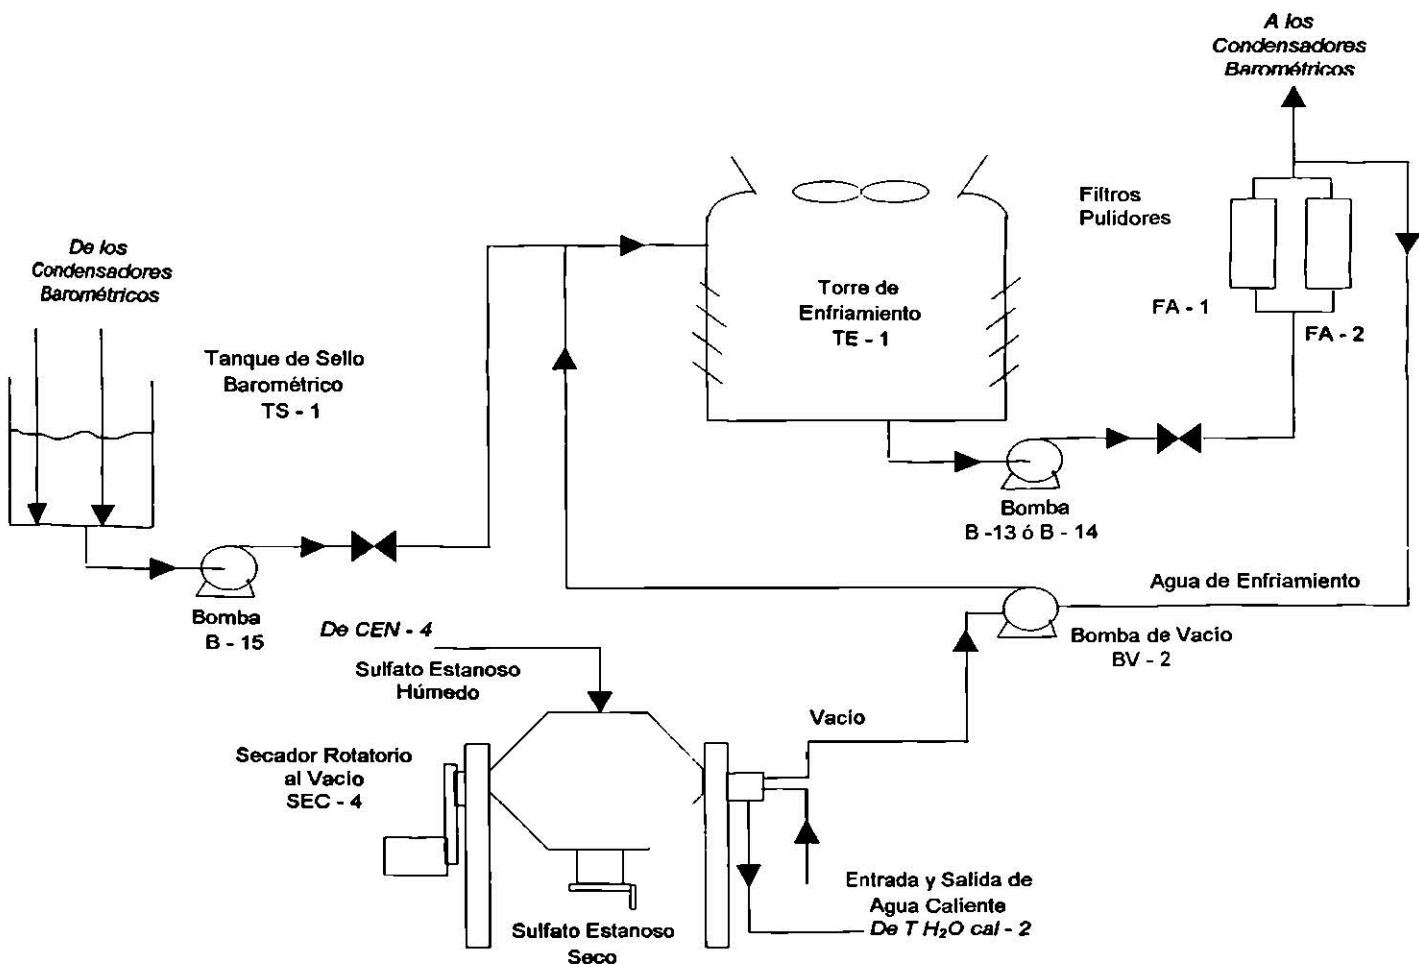 A los
Condensadores
Barométricos
Filtros
Pulidores
De los
Condensadores
Barométricos
Torre de
Enfriamiento
TE - 1
FA - 1
FA - 2
Tanque de Sello
Barométrico
TS - 1
Bomba
B -13 ó B - 14
Agua de Enfriamiento
Bomba
B - 15
De CEN - 4
Bomba de Vacío
BV - 2
Sulfato Estanoso
Húmedo
Vacío
Secador Rotatorio
al Vacío
SEC - 4
Entrada y Salida de
Agua Caliente
De T H₂O cal - 2
Sulfato Estanoso
Seco